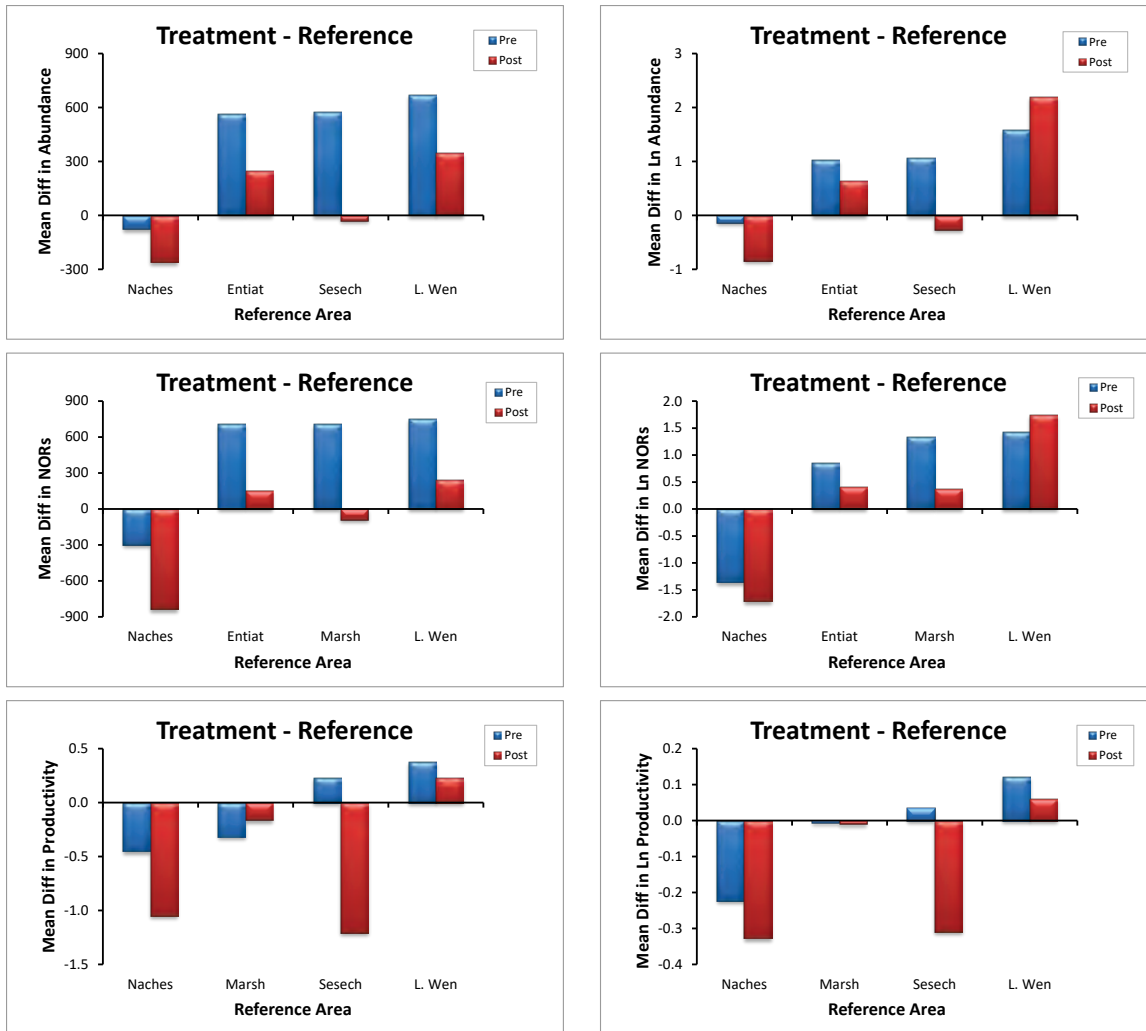 Treatment - Reference
Pre
Post
Mean Diff in Abundance
900
600
300
0
-300
Naches Entiat Sesech L. Wen
Reference Area
Treatment - Reference
Pre
Post
Mean Diff in Ln Abundance
3
2
1
0
-1
Naches Entiat Sesech L. Wen
Reference Area
Treatment - Reference
Pre
Post
Mean Diff in NORs
900
600
300
0
-300
-600
-900
Naches Entiat Marsh L. Wen
Reference Area
Treatment - Reference
Pre
Post
Mean Diff in Ln NORs
2.0
1.5
1.0
0.5
0.0
-0.5
-1.0
-1.5
-2.0
Naches Entiat Marsh L. Wen
Reference Area
Treatment - Reference
Pre
Post
Mean Diff in Productivity
0.5
0.0
-0.5
-1.0
-1.5
Naches Marsh Sesech L. Wen
Reference Area
Treatment - Reference
Pre
Post
Mean Diff in Ln Productivity
0.2
0.1
0.0
-0.1
-0.2
-0.3
-0.4
Naches Marsh Sesech L. Wen
Reference Area